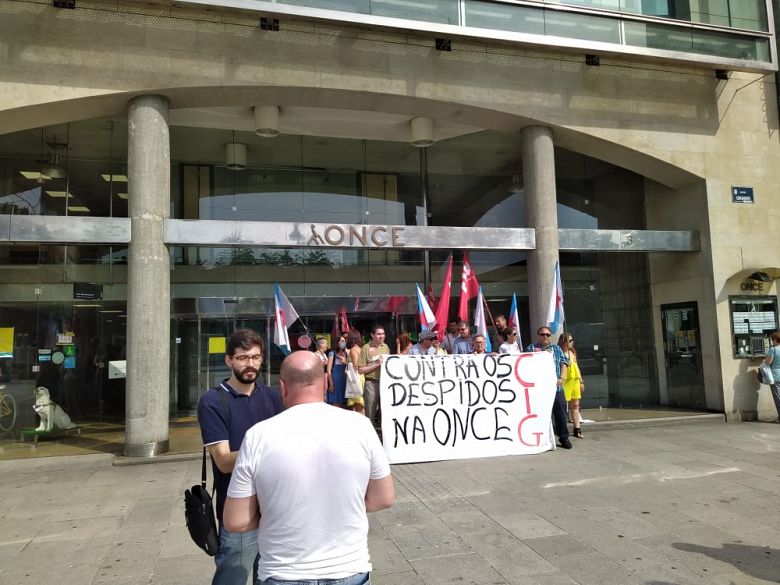 ONCE
ONCE
CONTRA OS
DESPIDOS
NA ONCE
CIG